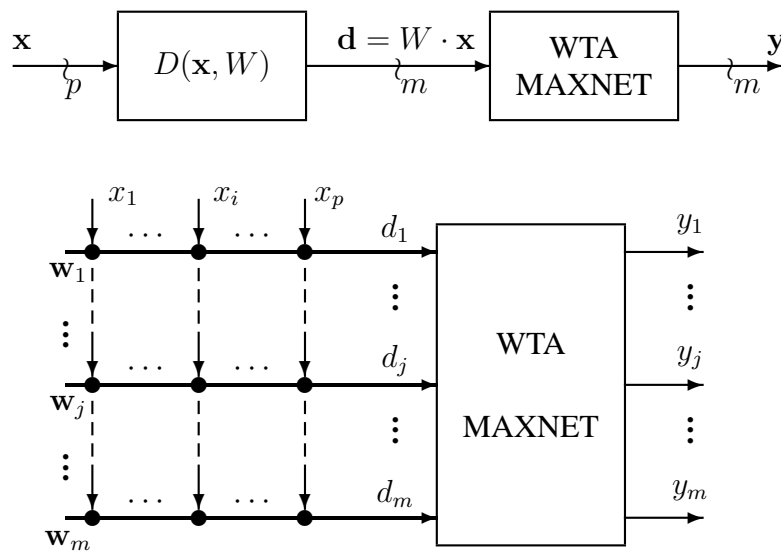 x
p
D(x, W)
d = W · x
m
WTA
MAXNET
y
m
x₁ xᵢ xₚ
... ...
w₁
d₁
y₁
... ...
wⱼ
dⱼ
WTA
MAXNET
yⱼ
... ...
wₘ
dₘ
yₘ